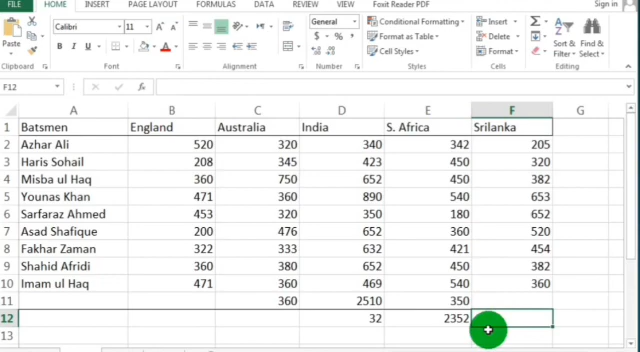 FILE HOME INSERT PAGE LAYOUT FORMULAS DATA REVIEW VIEW Foxit Reader PDF Sign in
Calibri 11 Conditional Formatting Insert
Paste Format as Table Delete Sort & Filter Find & Select
B I U $ % Cell Styles Format
Clipboard Font Alignment Number Styles Cells Editing
F12 fx
A B C D E F G
1 Batsmen England Australia India S. Africa Srilanka
2 Azhar Ali 520 320 340 342 205
3 Haris Sohail 208 345 423 450 320
4 Misba ul Haq 360 750 652 450 382
5 Younas Khan 471 360 890 540 653
6 Sarfaraz Ahmed 453 320 350 180 652
7 Asad Shafique 200 476 652 360 520
8 Fakhar Zaman 322 333 632 421 454
9 Shahid Afridi 360 380 652 450 382
10 Imam ul Haq 471 360 469 540 360
11 360 2510 350
12 32 2352
13